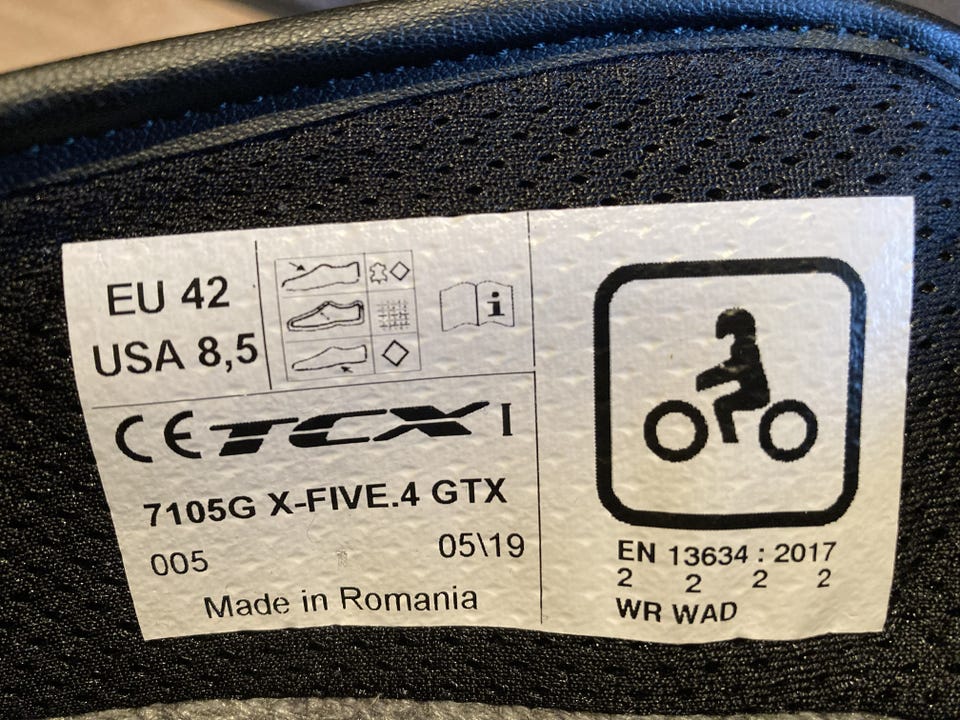 EU 42
USA 8,5
i
CE TCX I
7105G X-FIVE.4 GTX
005 05\19
Made in Romania
EN 13634 : 2017
2 2 2 2
WR WAD